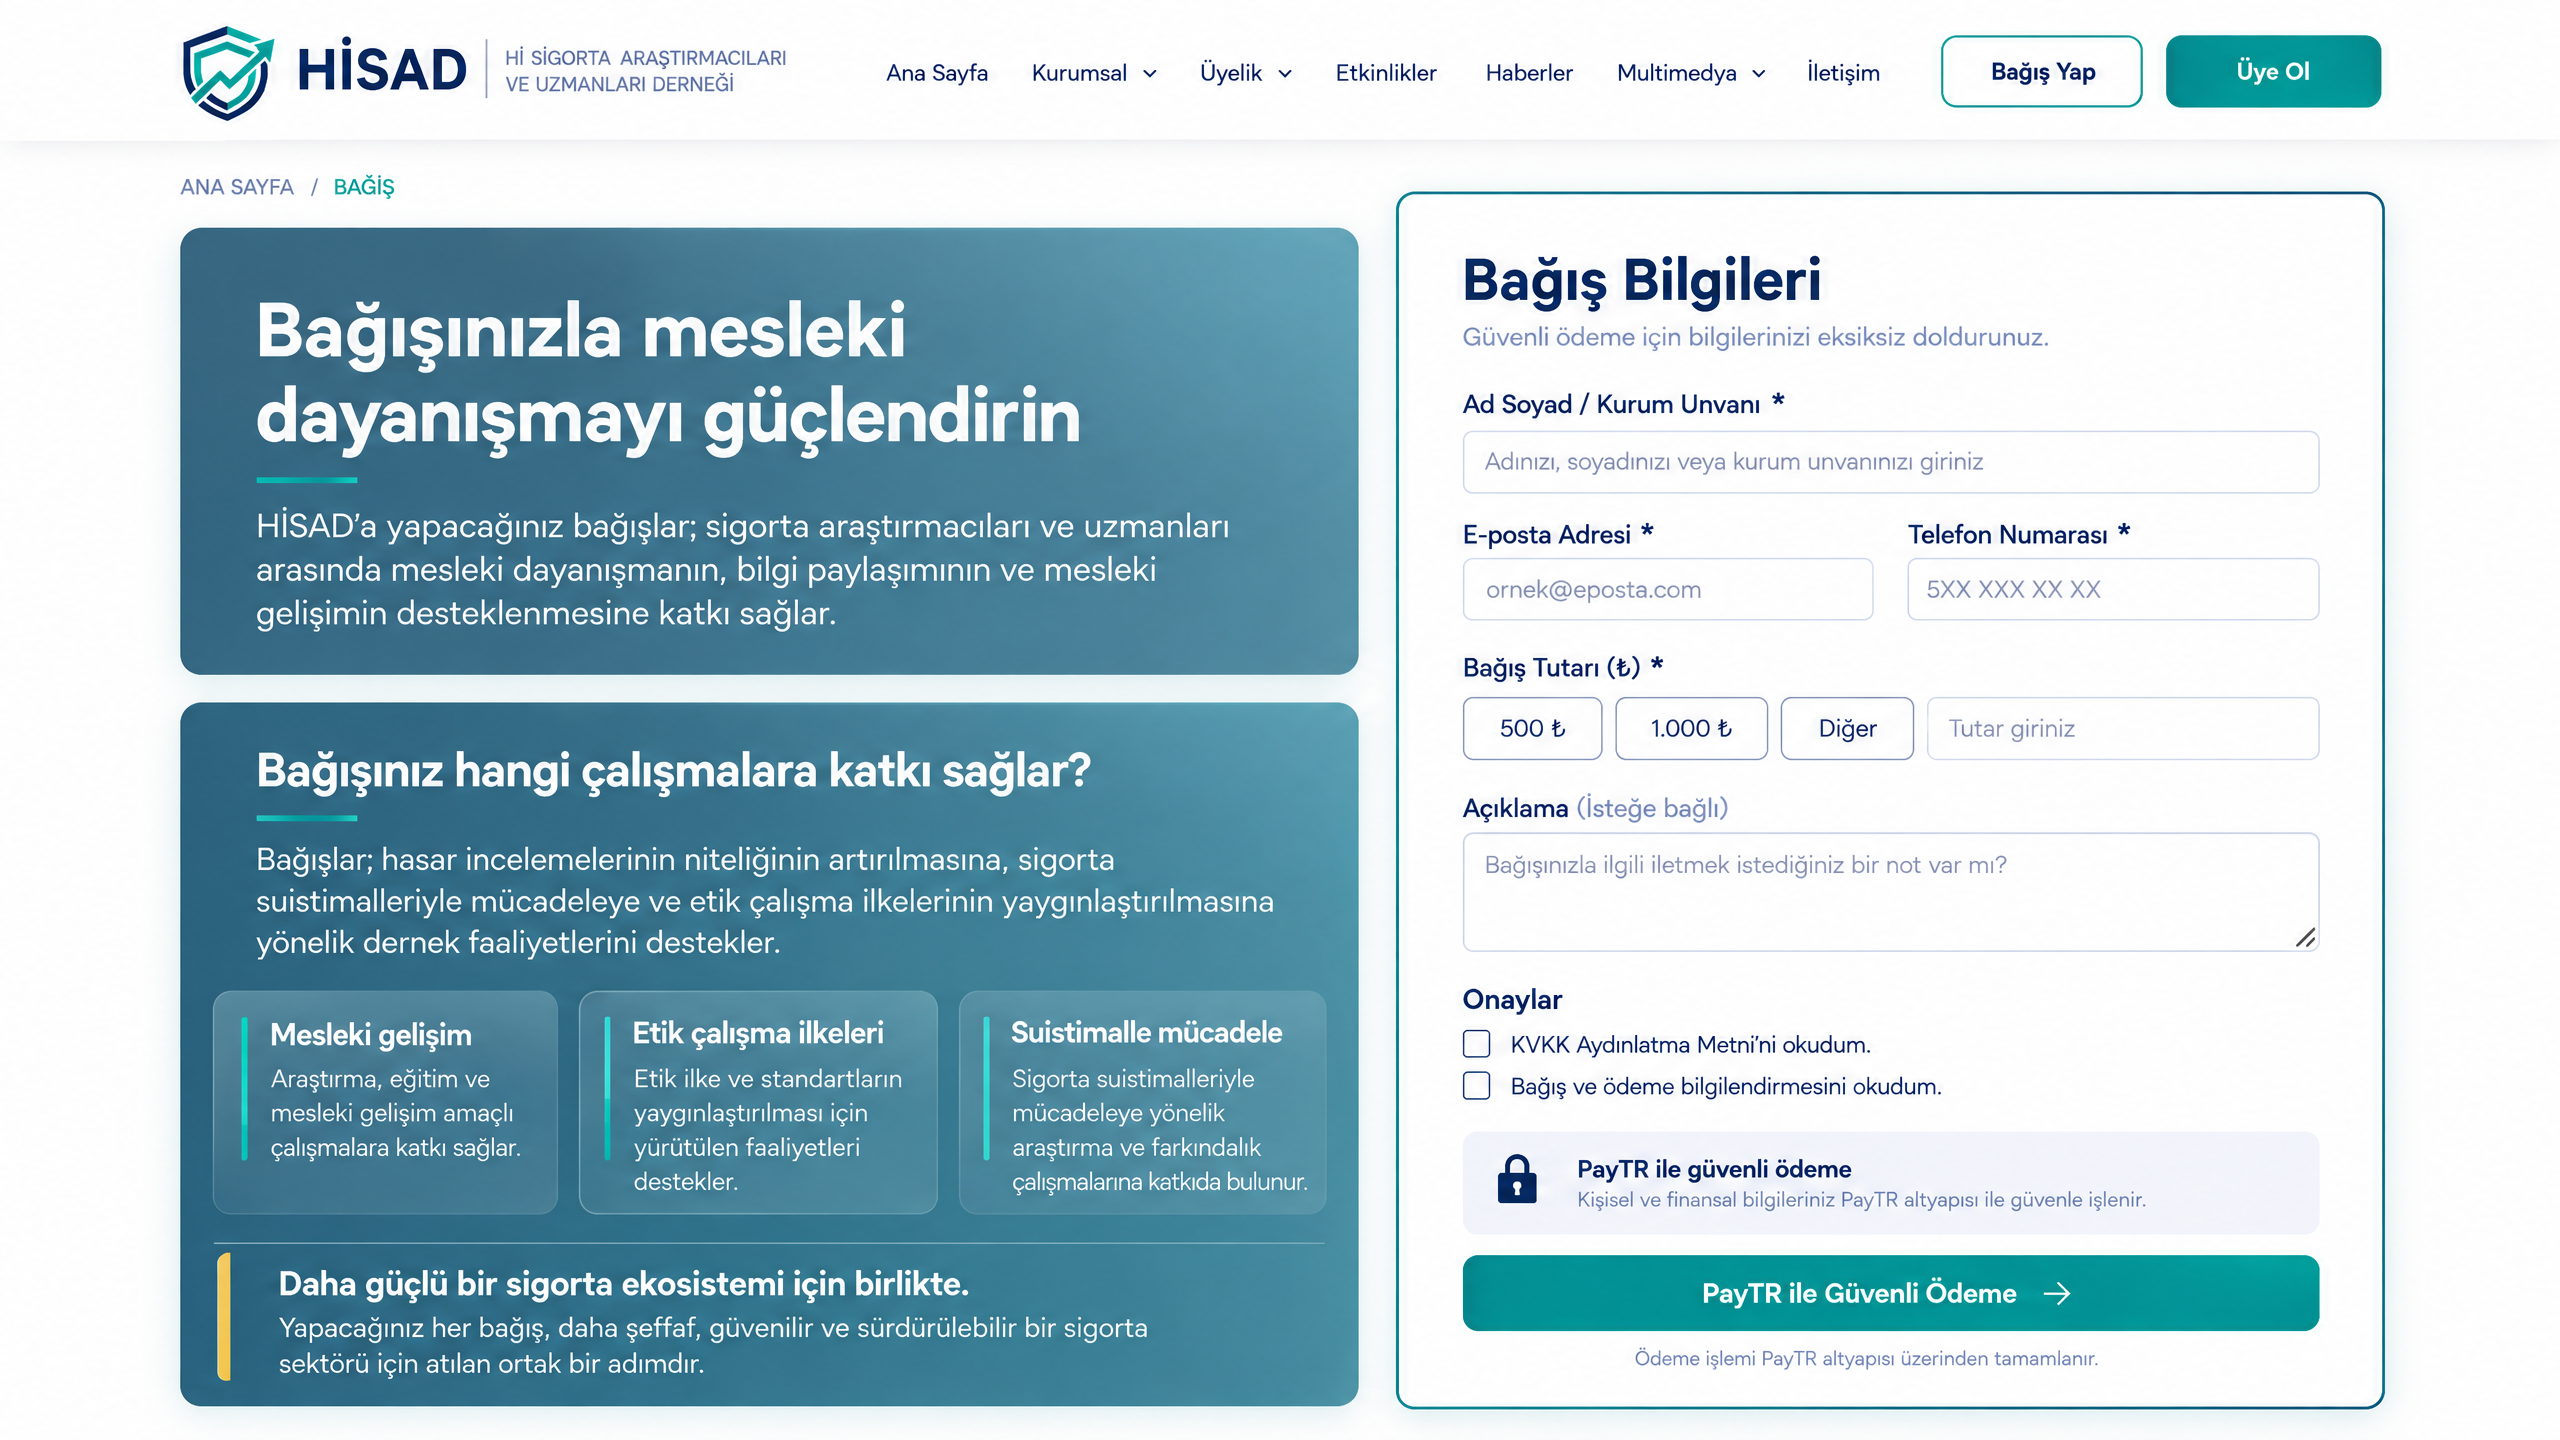 HİSAD
Hİ SİGORTA ARAŞTIRMACILARI
VE UZMANLARI DERNEĞİ
Ana Sayfa
Kurumsal
Üyelik
Etkinlikler
Haberler
Multimedya
İletişim
Bağış Yap
Üye Ol
ANA SAYFA / BAĞİŞ
Bağışınızla mesleki
dayanışmayı güçlendirin
HİSAD’a yapacağınız bağışlar; sigorta araştırmacıları ve uzmanları
arasında mesleki dayanışmanın, bilgi paylaşımının ve mesleki
gelişimin desteklenmesine katkı sağlar.
Bağışınız hangi çalışmalara katkı sağlar?
Bağışlar; hasar incelemelerinin niteliğinin artırılmasına, sigorta
suistimalleriyle mücadeleye ve etik çalışma ilkelerinin yaygınlaştırılmasına
yönelik dernek faaliyetlerini destekler.
Mesleki gelişim
Araştırma, eğitim ve
mesleki gelişim amaçlı
çalışmalara katkı sağlar.
Etik çalışma ilkeleri
Etik ilke ve standartların
yaygınlaştırılması için
yürütülen faaliyetleri
destekler.
Suistimalle mücadele
Sigorta suistimalleriyle
mücadeleye yönelik
araştırma ve farkındalık
çalışmalarına katkıda bulunur.
Daha güçlü bir sigorta ekosistemi için birlikte.
Yapacağınız her bağış, daha şeffaf, güvenilir ve sürdürülebilir bir sigorta
sektörü için atılan ortak bir adımdır.
Bağış Bilgileri
Güvenli ödeme için bilgilerinizi eksiksiz doldurunuz.
Ad Soyad / Kurum Unvanı *
Adınızı, soyadınızı veya kurum unvanınızı giriniz
E-posta Adresi *
ornek@eposta.com
Telefon Numarası *
5XX XXX XX XX
Bağış Tutarı (₺) *
500 ₺
1.000 ₺
Diğer
Tutar giriniz
Açıklama (İsteğe bağlı)
Bağışınızla ilgili iletmek istediğiniz bir not var mı?
Onaylar
KVKK Aydınlatma Metni’ni okudum.
Bağış ve ödeme bilgilendirmesini okudum.
PayTR ile güvenli ödeme
Kişisel ve finansal bilgileriniz PayTR altyapısı ile güvenle işlenir.
PayTR ile Güvenli Ödeme →
Ödeme işlemi PayTR altyapısı üzerinden tamamlanır.